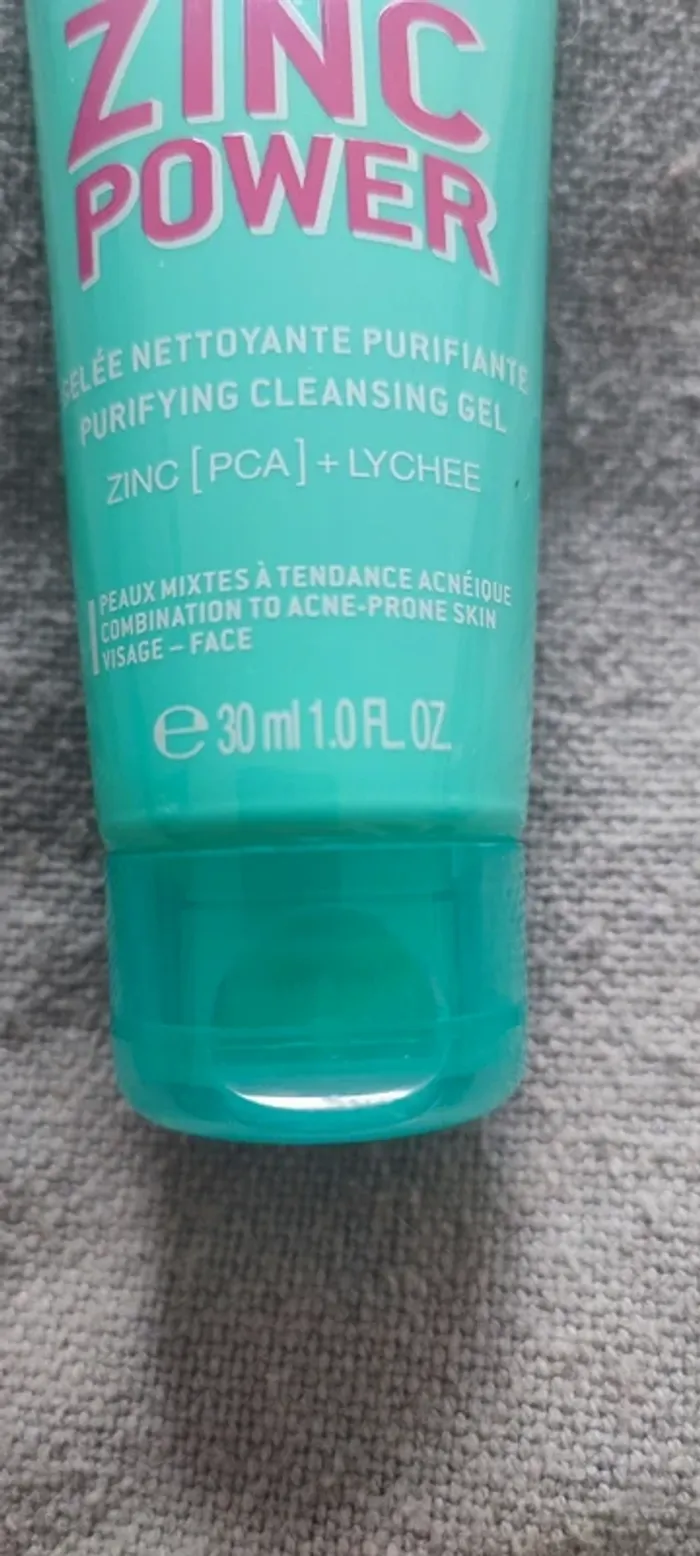 ZINC
POWER
GELÉE NETTOYANTE PURIFIANTE
PURIFYING CLEANSING GEL
ZINC [PCA] + LYCHEE
PEAUX MIXTES À TENDANCE ACNÉIQUE
COMBINATION TO ACNE-PRONE SKIN
VISAGE – FACE
℮ 30 ml 1.0 FL. OZ.